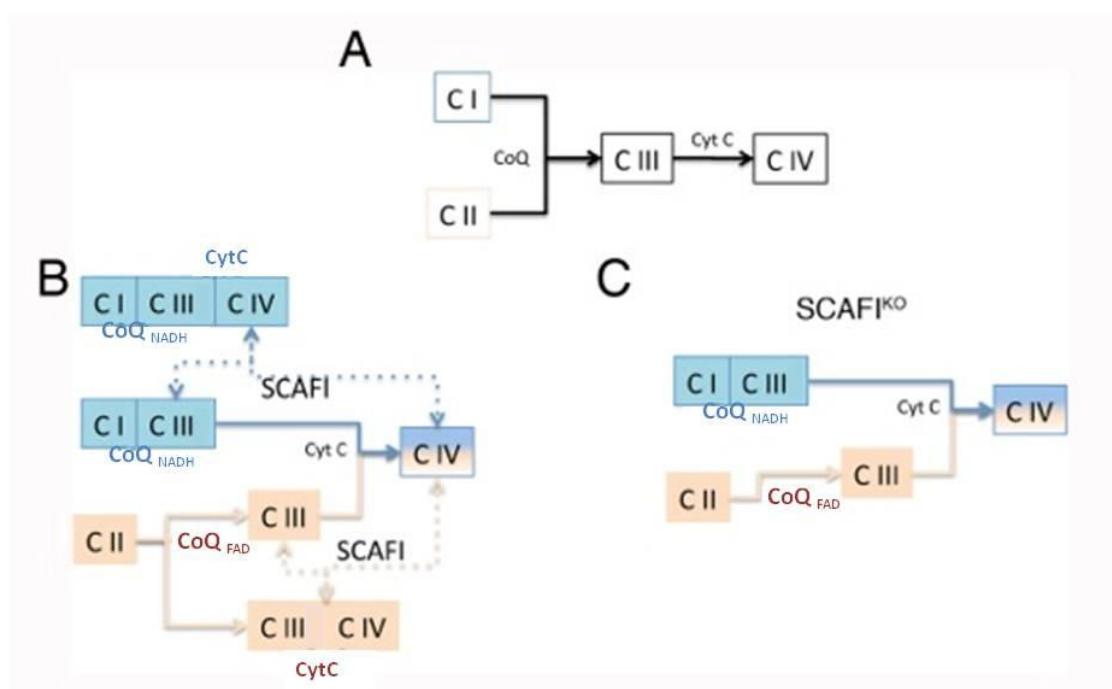 A
C I
CoQ
C III
Cyt C
C IV
C II
B
CytC
C I C III C IV
CoQ NADH
SCAFI
C I C III
CoQ NADH
Cyt C
C IV
C III
C II
CoQ FAD
SCAFI
C III C IV
CytC
C
SCAFIᴷᴼ
C I C III
CoQ NADH
Cyt C
C IV
C III
C II
CoQ FAD